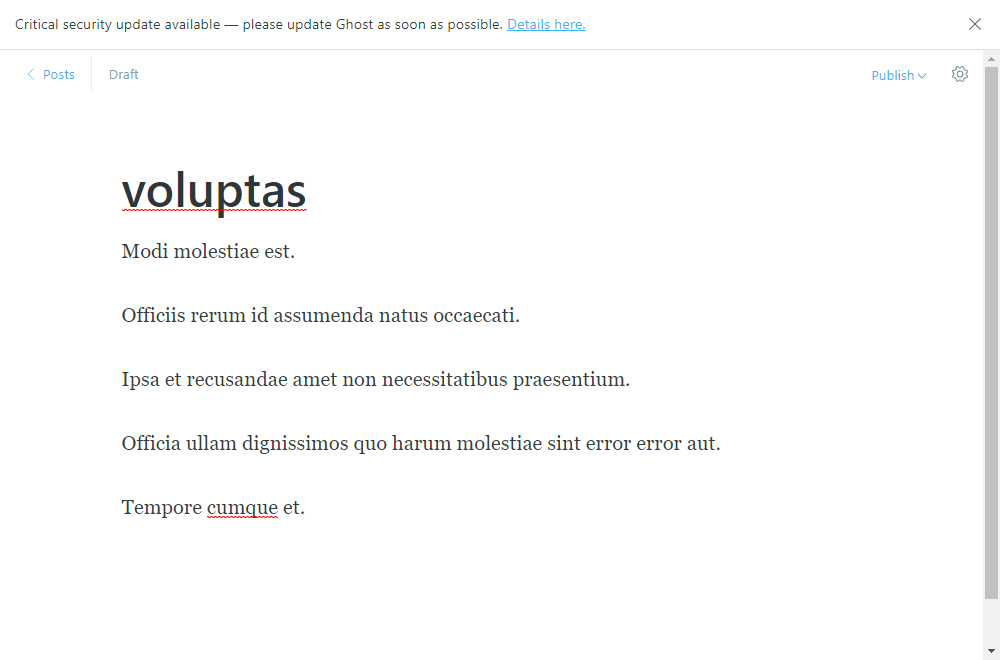 Critical security update available — please update Ghost as soon as possible. Details here.
Posts Draft Publish
voluptas
Modi molestiae est.
Officiis rerum id assumenda natus occaecati.
Ipsa et recusandae amet non necessitatibus praesentium.
Officia ullam dignissimos quo harum molestiae sint error error aut.
Tempore cumque et.